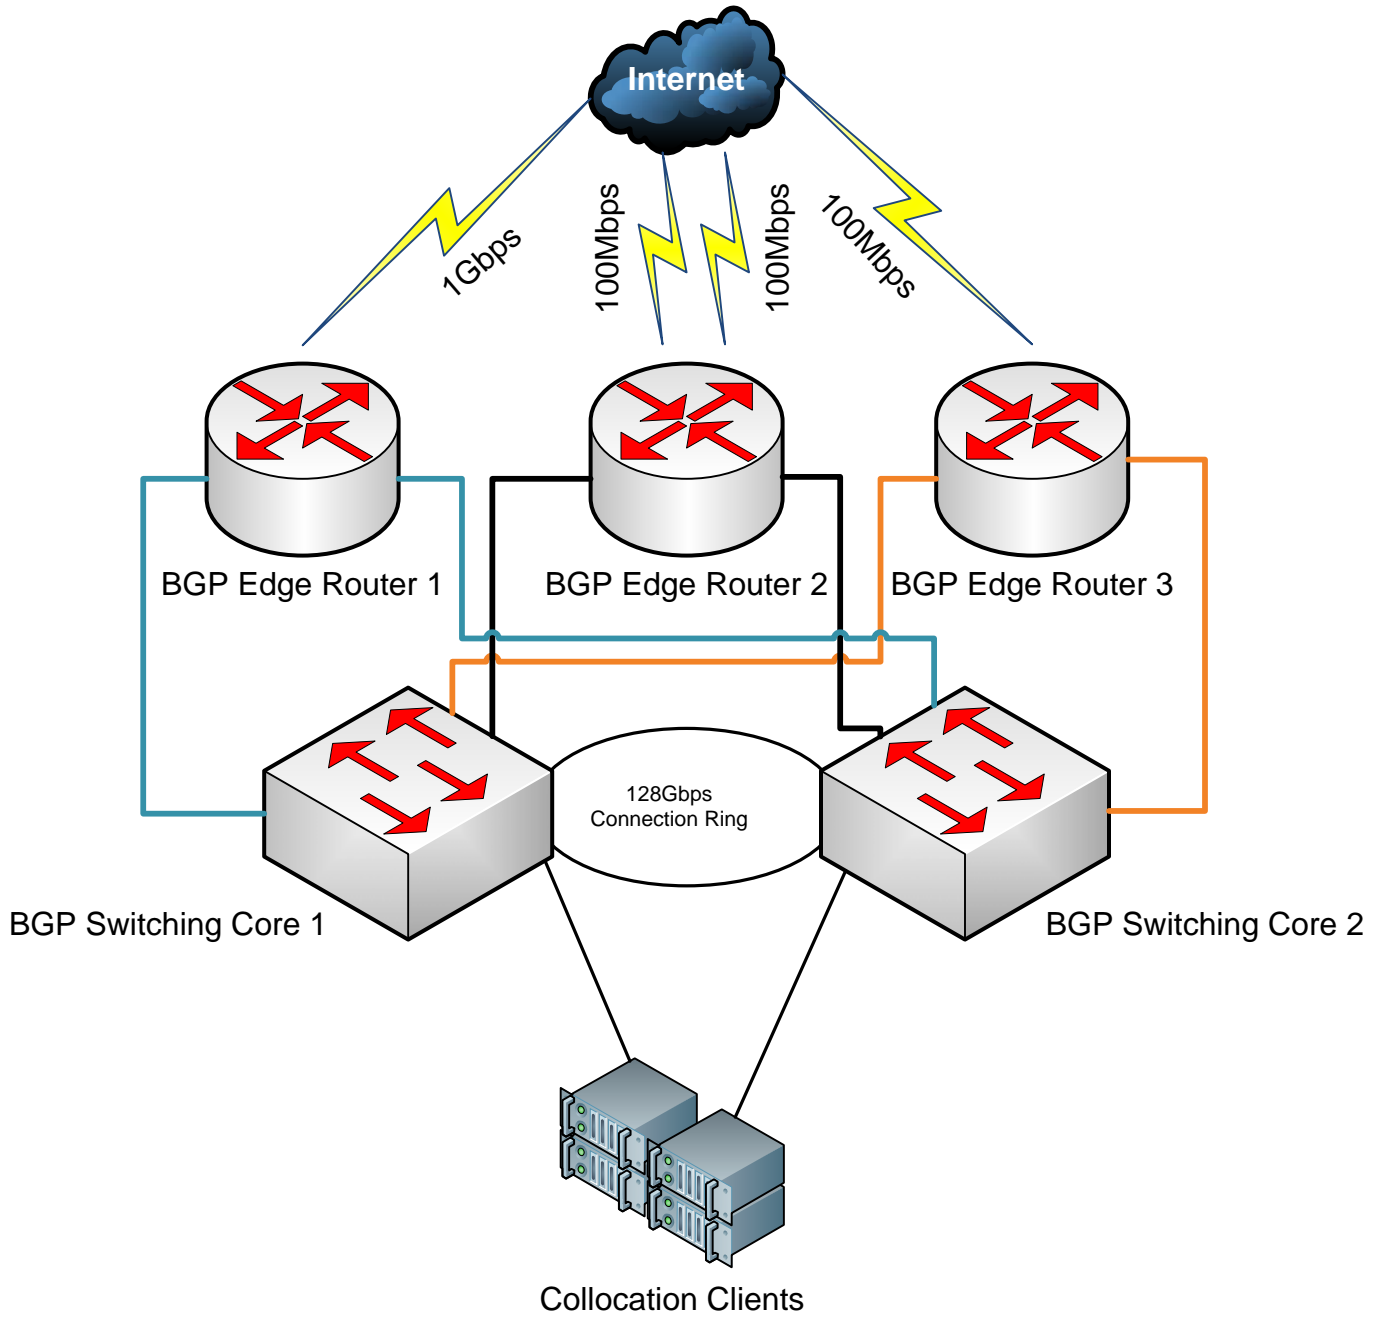 Internet
1Gbps
100Mbps
100Mbps
100Mbps
BGP Edge Router 1
BGP Edge Router 2
BGP Edge Router 3
128Gbps
Connection Ring
BGP Switching Core 1
BGP Switching Core 2
Collocation Clients